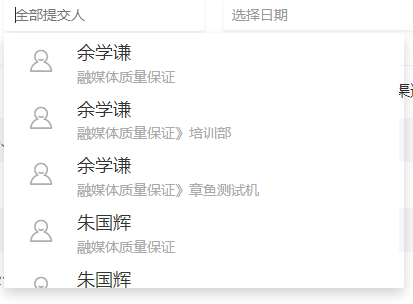 全部提交人
选择日期
余学谦
融媒体质量保证
余学谦
融媒体质量保证》培训部
余学谦
融媒体质量保证》章鱼测试机
朱国辉
融媒体质量保证
朱国辉